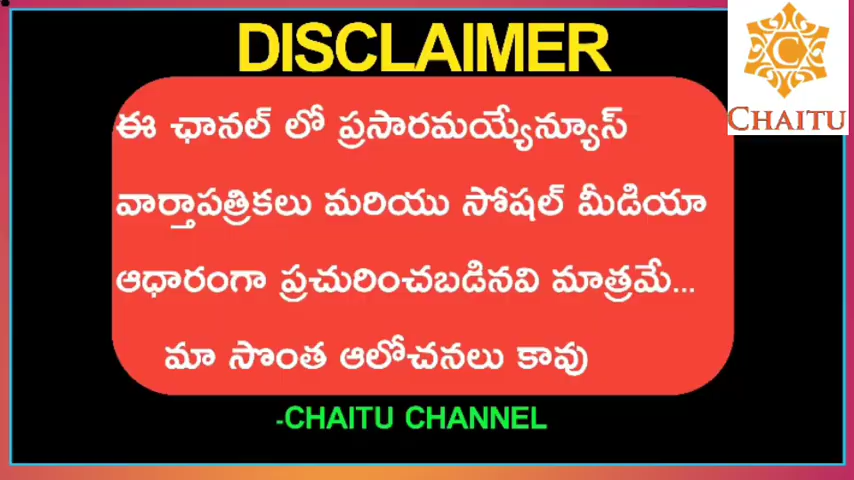 DISCLAIMER
C
CHAITU
ఈ ఛానల్ లో ప్రసారమయ్యేన్యూస్
వార్తాపత్రికలు మరియు సోషల్ మీడియా
ఆధారంగా ప్రచురించబడినవి మాత్రమే...
మా సొంత ఆలోచనలు కావు
-CHAITU CHANNEL